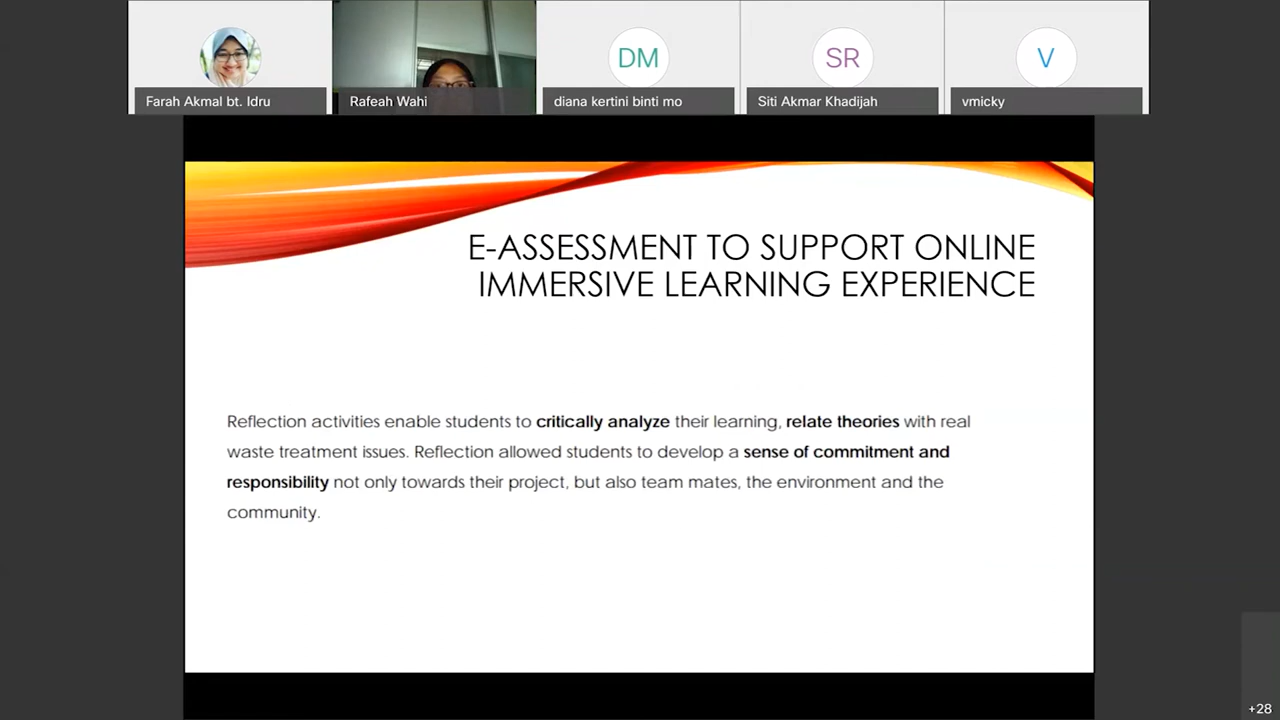 DM
SR
V
Farah Akmal bt. Idru
Rafeah Wahi
diana kertini binti mo
Siti Akmar Khadijah
vmicky
E-ASSESSMENT TO SUPPORT ONLINE
IMMERSIVE LEARNING EXPERIENCE
Reflection activities enable students to critically analyze their learning, relate theories with real
waste treatment issues. Reflection allowed students to develop a sense of commitment and
responsibility not only towards their project, but also team mates, the environment and the
community.
+28